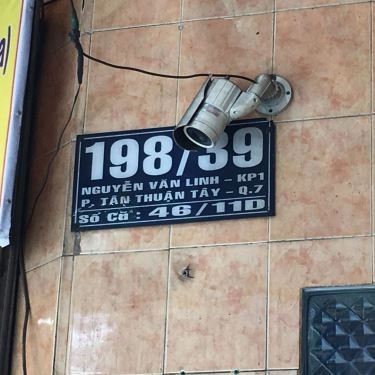 198/39
NGUYỄN VĂN LINH - KP1
P. TÂN THUẬN TÂY - Q.7
Số Cũ : 46/11D